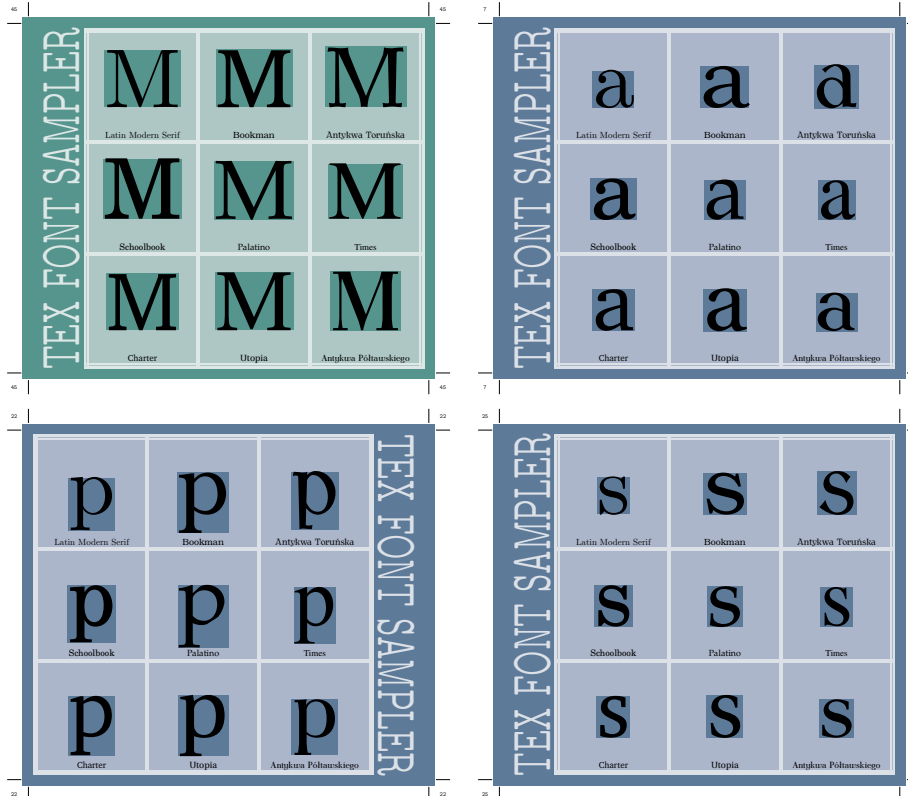 45 45
TEX FONT SAMPLER
M M M
Latin Modern Serif Bookman Antykwa Toruńska
M M M
Schoolbook Palatino Times
M M M
Charter Utopia Antykwa Półtawskiego
45 45
7
TEX FONT SAMPLER
a a a
Latin Modern Serif Bookman Antykwa Toruńska
a a a
Schoolbook Palatino Times
a a a
Charter Utopia Antykwa Półtawskiego
7
22 22
p p p
Latin Modern Serif Bookman Antykwa Toruńska
p p p
Schoolbook Palatino Times
p p p
Charter Utopia Antykwa Półtawskiego
TEX FONT SAMPLER
22 22
25
TEX FONT SAMPLER
s s s
Latin Modern Serif Bookman Antykwa Toruńska
s s s
Schoolbook Palatino Times
s s s
Charter Utopia Antykwa Półtawskiego
25